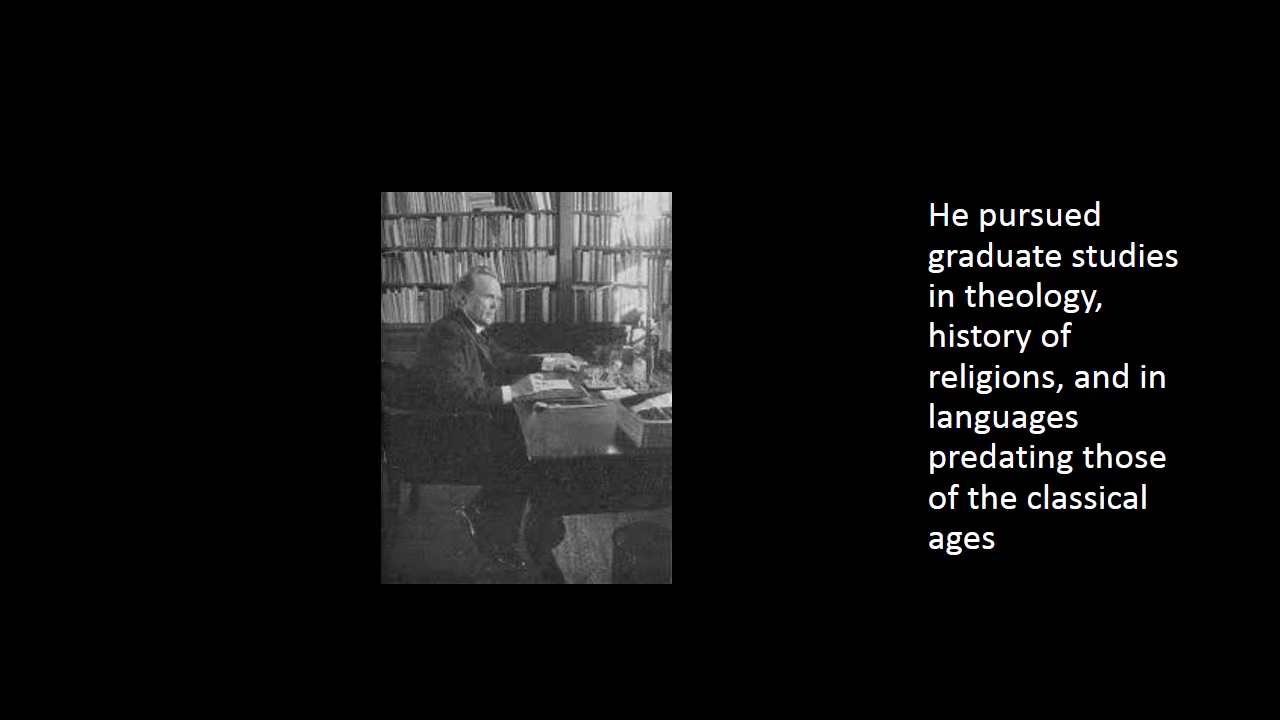 He pursued
graduate studies
in theology,
history of
religions, and in
languages
predating those
of the classical
ages